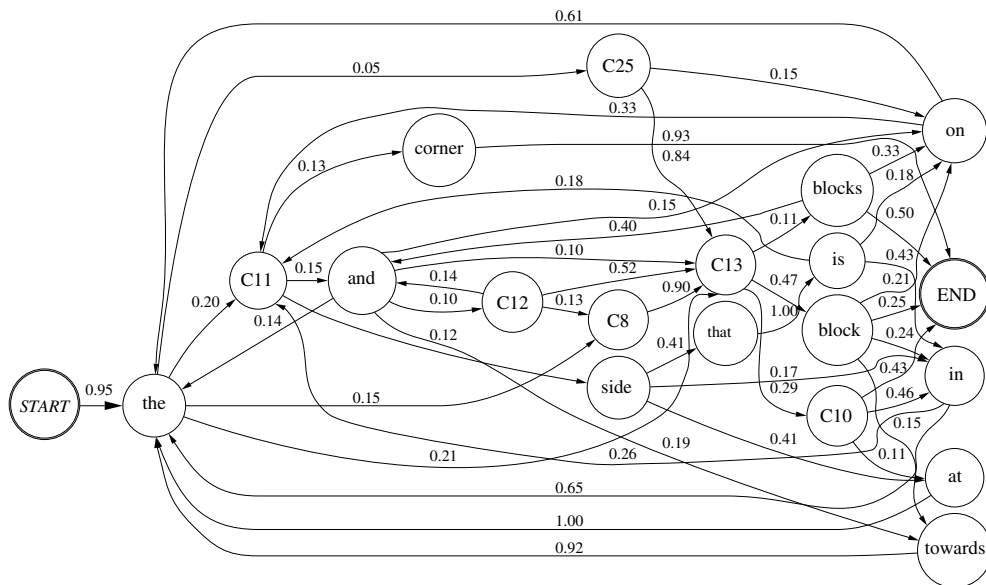 0.61
0.05
C25
0.15
0.33
on
0.13
corner
0.93
0.84
0.33
0.18
blocks
0.18
0.15
0.40
0.11
0.50
0.10
C13
is
0.43
C11
0.15
and
0.14
0.52
0.47
0.21
END
0.20
0.10
C12
0.13
0.90
1.00
0.25
0.14
C8
that
block
0.12
0.41
0.24
side
0.17
0.43
in
START
0.95
the
0.15
0.29
C10
0.46
0.15
0.19
0.41
0.11
0.21
0.26
at
0.65
1.00
0.92
towards